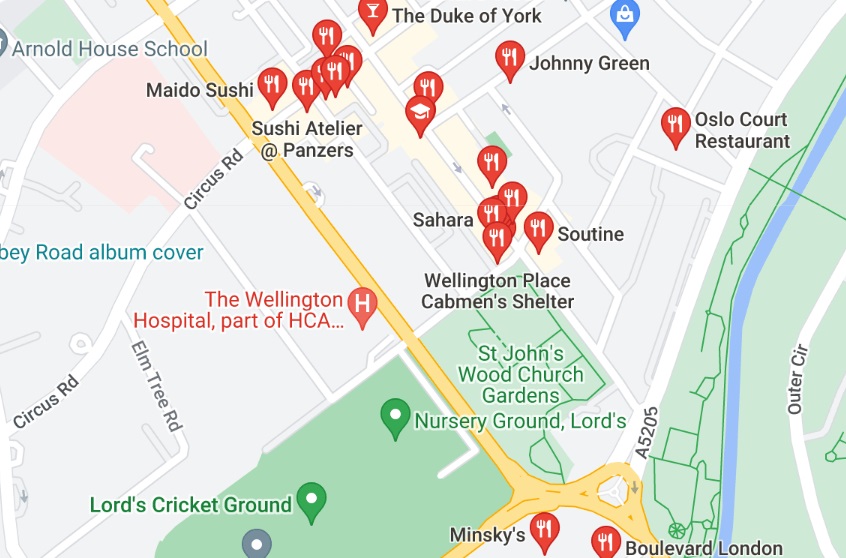 The Duke of York
Arnold House School
Johnny Green
Maido Sushi
Oslo Court
Restaurant
Sushi Atelier
@ Panzers
Circus Rd
Sahara
Soutine
bey Road album cover
Wellington Place
Cabmen's Shelter
The Wellington
Hospital, part of HCA...
H
St John's
Wood Church
Gardens
Elm Tree Rd
Outer Cir
Circus Rd
Nursery Ground, Lord's
A5205
Lord's Cricket Ground
Minsky's
Boulevard London